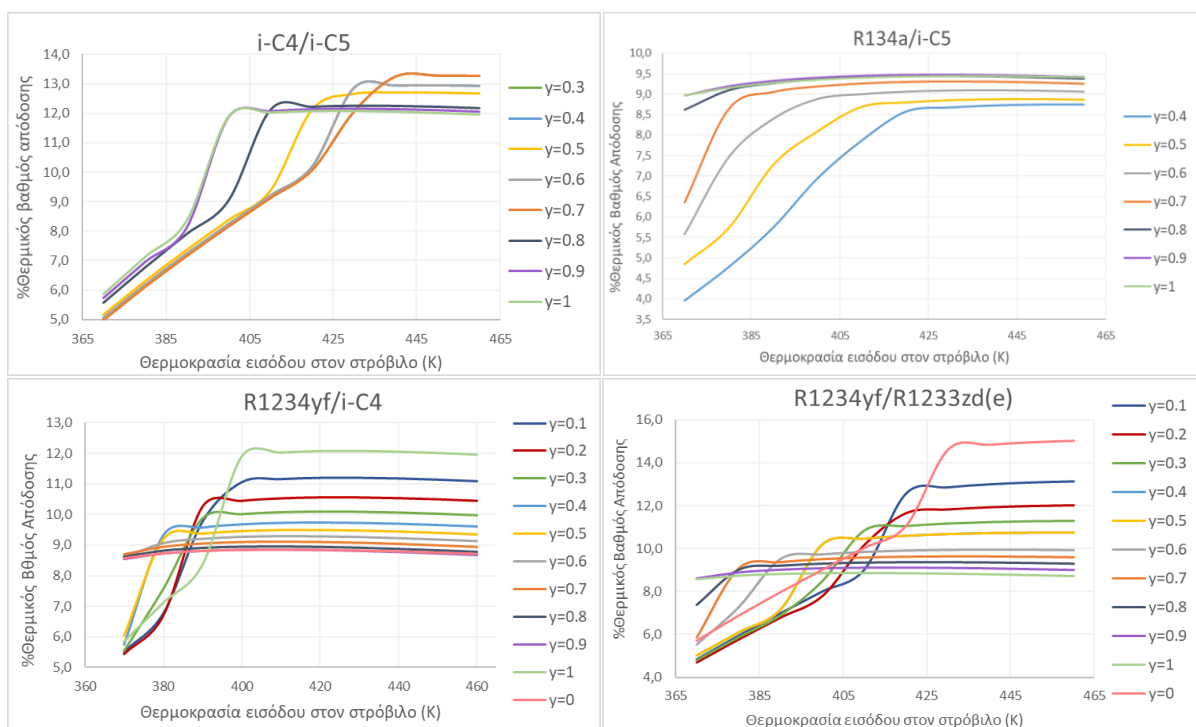 i-C4/i-C5
%Θερμικός βαθμός απόδοσης
14,0
13,0
12,0
11,0
10,0
9,0
8,0
7,0
6,0
5,0
365
385
405
425
445
465
Θερμοκρασία εισόδου στον στρόβιλο (Κ)
y=0.3
y=0.4
y=0.5
y=0.6
y=0.7
y=0.8
y=0.9
y=1
R134a/i-C5
%Θερμικός Βαθμός Απόδοσης
10,0
9,5
9,0
8,5
8,0
7,5
7,0
6,5
6,0
5,5
5,0
4,5
4,0
3,5
365
385
405
425
445
465
Θερμοκρασία εισόδου στον στρόβιλο (Κ)
y=0.4
y=0.5
y=0.6
y=0.7
y=0.8
y=0.9
y=1
R1234yf/i-C4
%Θερμικός Βθμός Απόδοσης
13,0
12,0
11,0
10,0
9,0
8,0
7,0
6,0
5,0
360
380
400
420
440
460
Θερμοκρασία εισόδου στον στρόβιλο (Κ)
y=0.1
y=0.2
y=0.3
y=0.4
y=0.5
y=0.6
y=0.7
y=0.8
y=0.9
y=1
y=0
R1234yf/R1233zd(e)
%Θερμικός Βαθμός Απόδοσης
16,0
14,0
12,0
10,0
8,0
6,0
4,0
365
385
405
425
445
465
Θερμοκρασία εισόδου στον στρόβιλο (Κ)
y=0.1
y=0.2
y=0.3
y=0.4
y=0.5
y=0.6
y=0.7
y=0.8
y=0.9
y=1
y=0